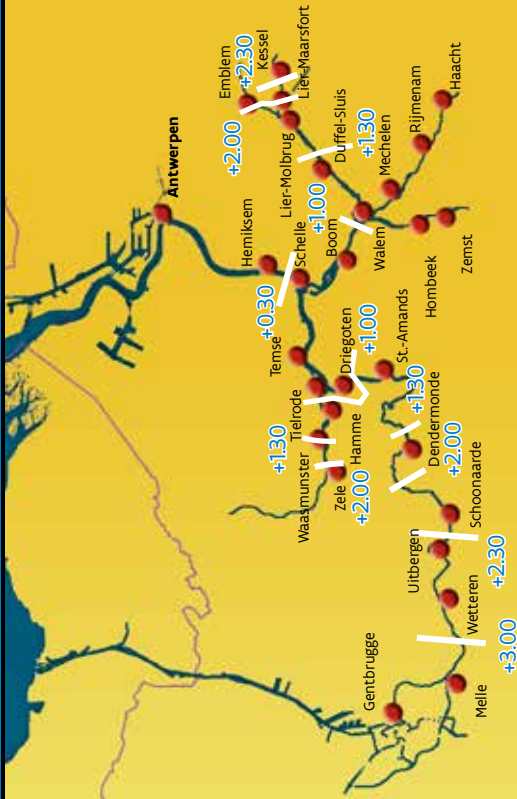 Emblem
+2.30
Kessel
Lier-Maarsfort
+2.00
Lier-Molbrug
Duffel-sluis
+1.30
Mechelen
Rijmenam
Haacht
Antwerpen
Hemiksem
Schelle
+0.30
+1.00
Boom
Walem
Hombeek
Zemst
Temse
Driegoten
+1.00
St.-Amands
Tielrode
+1.30
Hamme
Waasmunster
Zele
+2.00
+1.30
Dendermonde
+2.00
Schoonaarde
Uitbergen
+2.30
Wetteren
+3.00
Gentbrugge
Melle